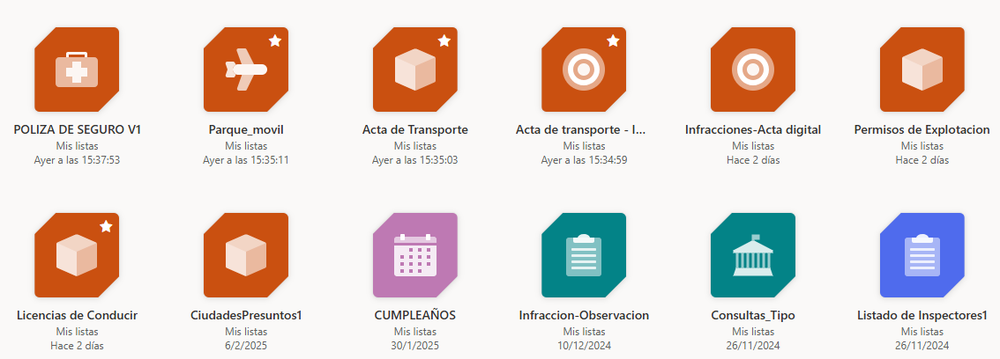 POLIZA DE SEGURO V1
Mis listas
Ayer a las 15:37:53
Parque_movil
Mis listas
Ayer a las 15:35:11
Acta de Transporte
Mis listas
Ayer a las 15:35:03
Acta de transporte - I...
Mis listas
Ayer a las 15:34:59
Infracciones-Acta digital
Mis listas
Hace 2 días
Permisos de Explotacion
Mis listas
Hace 2 días
Licencias de Conducir
Mis listas
Hace 2 días
CiudadesPresuntos1
Mis listas
6/2/2025
CUMPLEAÑOS
Mis listas
30/1/2025
Infraccion-Observacion
Mis listas
10/12/2024
Consultas_Tipo
Mis listas
26/11/2024
Listado de Inspectores1
Mis listas
26/11/2024